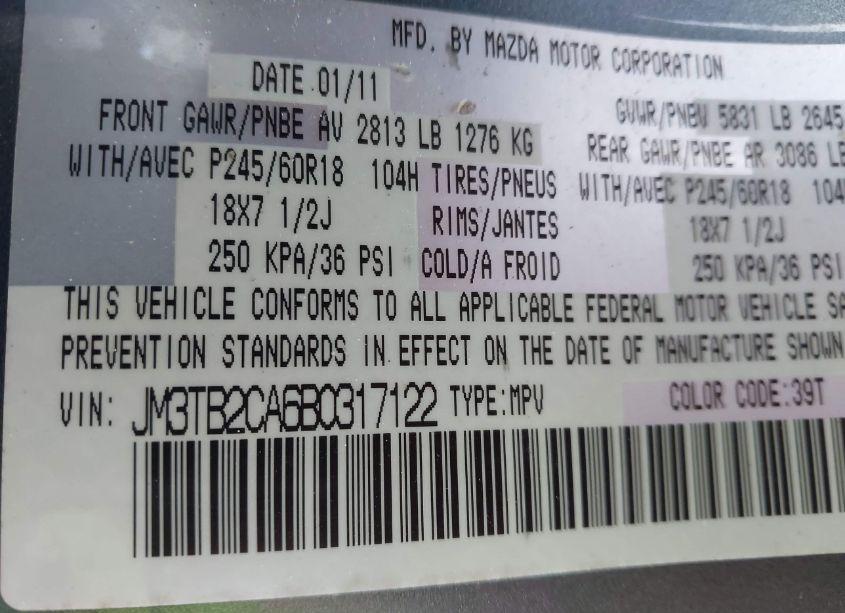 MFD. BY MAZDA MOTOR CORPORATION
DATE 01/11 GVWR/PNBV 5831 LB 2645
FRONT GAWR/PNBE AV 2813 LB 1276 KG REAR GAWR/PNBE AR 3086 LB
WITH/AVEC P245/60R18 104H TIRES/PNEUS WITH/AVEC P245/60R18 104H
18X7 1/2J RIMS/JANTES 18X7 1/2J
250 KPA/36 PSI COLD/A FROID 250 KPA/36 PSI
THIS VEHICLE CONFORMS TO ALL APPLICABLE FEDERAL MOTOR VEHICLE SA
PREVENTION STANDARDS IN EFFECT ON THE DATE OF MANUFACTURE SHOWN
VIN: JM3TB2CA6B0317122 TYPE:MPV COLOR CODE:39T